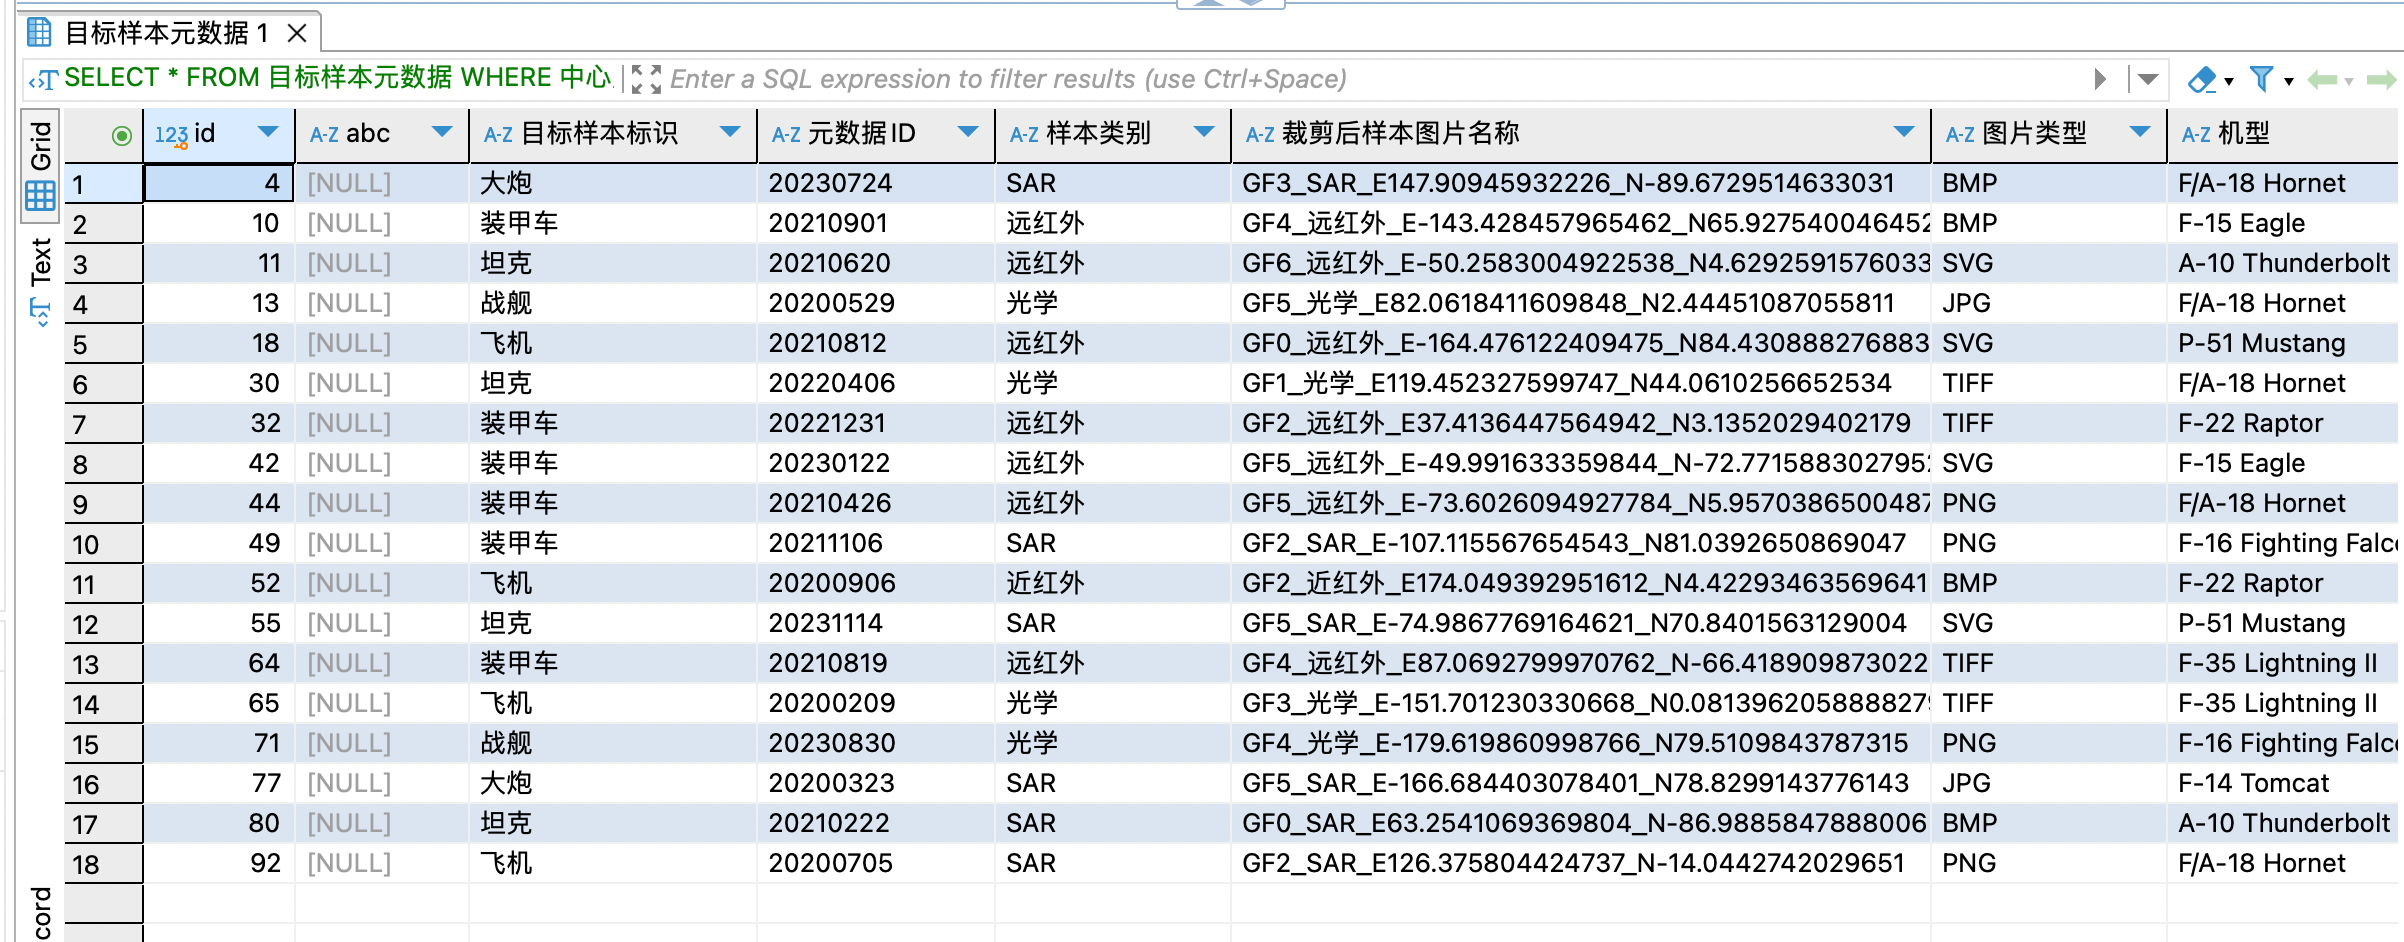 目标样本元数据 1
SELECT * FROM 目标样本元数据 WHERE 中心 Enter a SQL expression to filter results (use Ctrl+Space)
Grid
Text
cord
123 id A-Z abc A-Z 目标样本标识 A-Z 元数据ID A-Z 样本类别 A-Z 裁剪后样本图片名称 A-Z 图片类型 A-Z 机型
1 4 [NULL] 大炮 20230724 SAR GF3_SAR_E147.90945932226_N-89.6729514633031 BMP F/A-18 Hornet
2 10 [NULL] 装甲车 20210901 远红外 GF4_远红外_E-143.428457965462_N65.927540046452 BMP F-15 Eagle
3 11 [NULL] 坦克 20210620 远红外 GF6_远红外_E-50.2583004922538_N4.6292591576033 SVG A-10 Thunderbolt
4 13 [NULL] 战舰 20200529 光学 GF5_光学_E82.0618411609848_N2.44451087055811 JPG F/A-18 Hornet
5 18 [NULL] 飞机 20210812 远红外 GF0_远红外_E-164.476122409475_N84.430888276883 SVG P-51 Mustang
6 30 [NULL] 坦克 20220406 光学 GF1_光学_E119.452327599747_N44.0610256652534 TIFF F/A-18 Hornet
7 32 [NULL] 装甲车 20221231 远红外 GF2_远红外_E37.4136447564942_N3.1352029402179 TIFF F-22 Raptor
8 42 [NULL] 装甲车 20230122 远红外 GF5_远红外_E-49.991633359844_N-72.77158830279 SVG F-15 Eagle
9 44 [NULL] 装甲车 20210426 远红外 GF5_远红外_E-73.6026094927784_N5.9570386500487 PNG F/A-18 Hornet
10 49 [NULL] 装甲车 20211106 SAR GF2_SAR_E-107.115567654543_N81.0392650869047 PNG F-16 Fighting Falc
11 52 [NULL] 飞机 20200906 近红外 GF2_近红外_E174.049392951612_N4.42293463569641 BMP F-22 Raptor
12 55 [NULL] 坦克 20231114 SAR GF5_SAR_E-74.9867769164621_N70.8401563129004 SVG P-51 Mustang
13 64 [NULL] 装甲车 20210819 远红外 GF4_远红外_E87.0692799970762_N-66.418909873022 TIFF F-35 Lightning II
14 65 [NULL] 飞机 20200209 光学 GF3_光学_E-151.701230330668_N0.081396205888827 TIFF F-35 Lightning II
15 71 [NULL] 战舰 20230830 光学 GF4_光学_E-179.619860998766_N79.5109843787315 PNG F-16 Fighting Falc
16 77 [NULL] 大炮 20200323 SAR GF5_SAR_E-166.684403078401_N78.8299143776143 JPG F-14 Tomcat
17 80 [NULL] 坦克 20210222 SAR GF0_SAR_E63.2541069369804_N-86.9885847888006 BMP A-10 Thunderbolt
18 92 [NULL] 飞机 20200705 SAR GF2_SAR_E126.375804424737_N-14.0442742029651 PNG F/A-18 Hornet